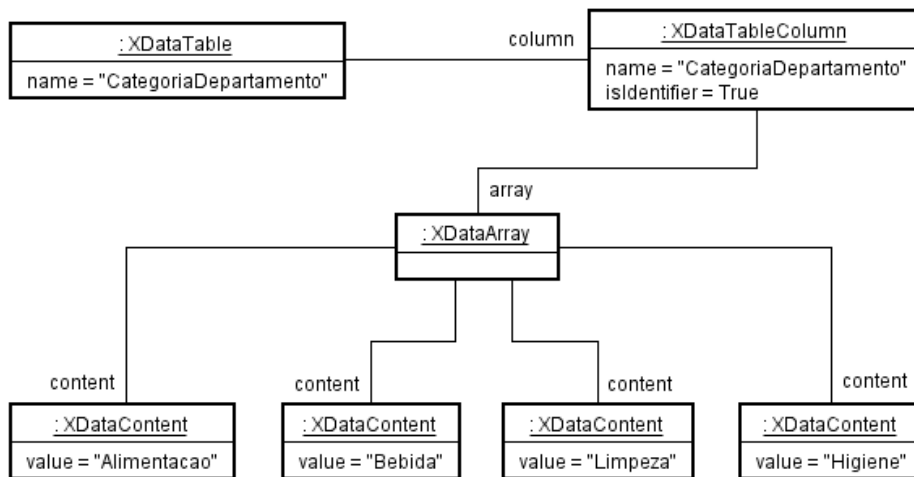 : XDataTable
name = "CategoriaDepartamento"
column
: XDataTableColumn
name = "CategoriaDepartamento"
isIdentifier = True
array
: XDataArray
content
: XDataContent
value = "Alimentacao"
content
: XDataContent
value = "Bebida"
content
: XDataContent
value = "Limpeza"
content
: XDataContent
value = "Higiene"